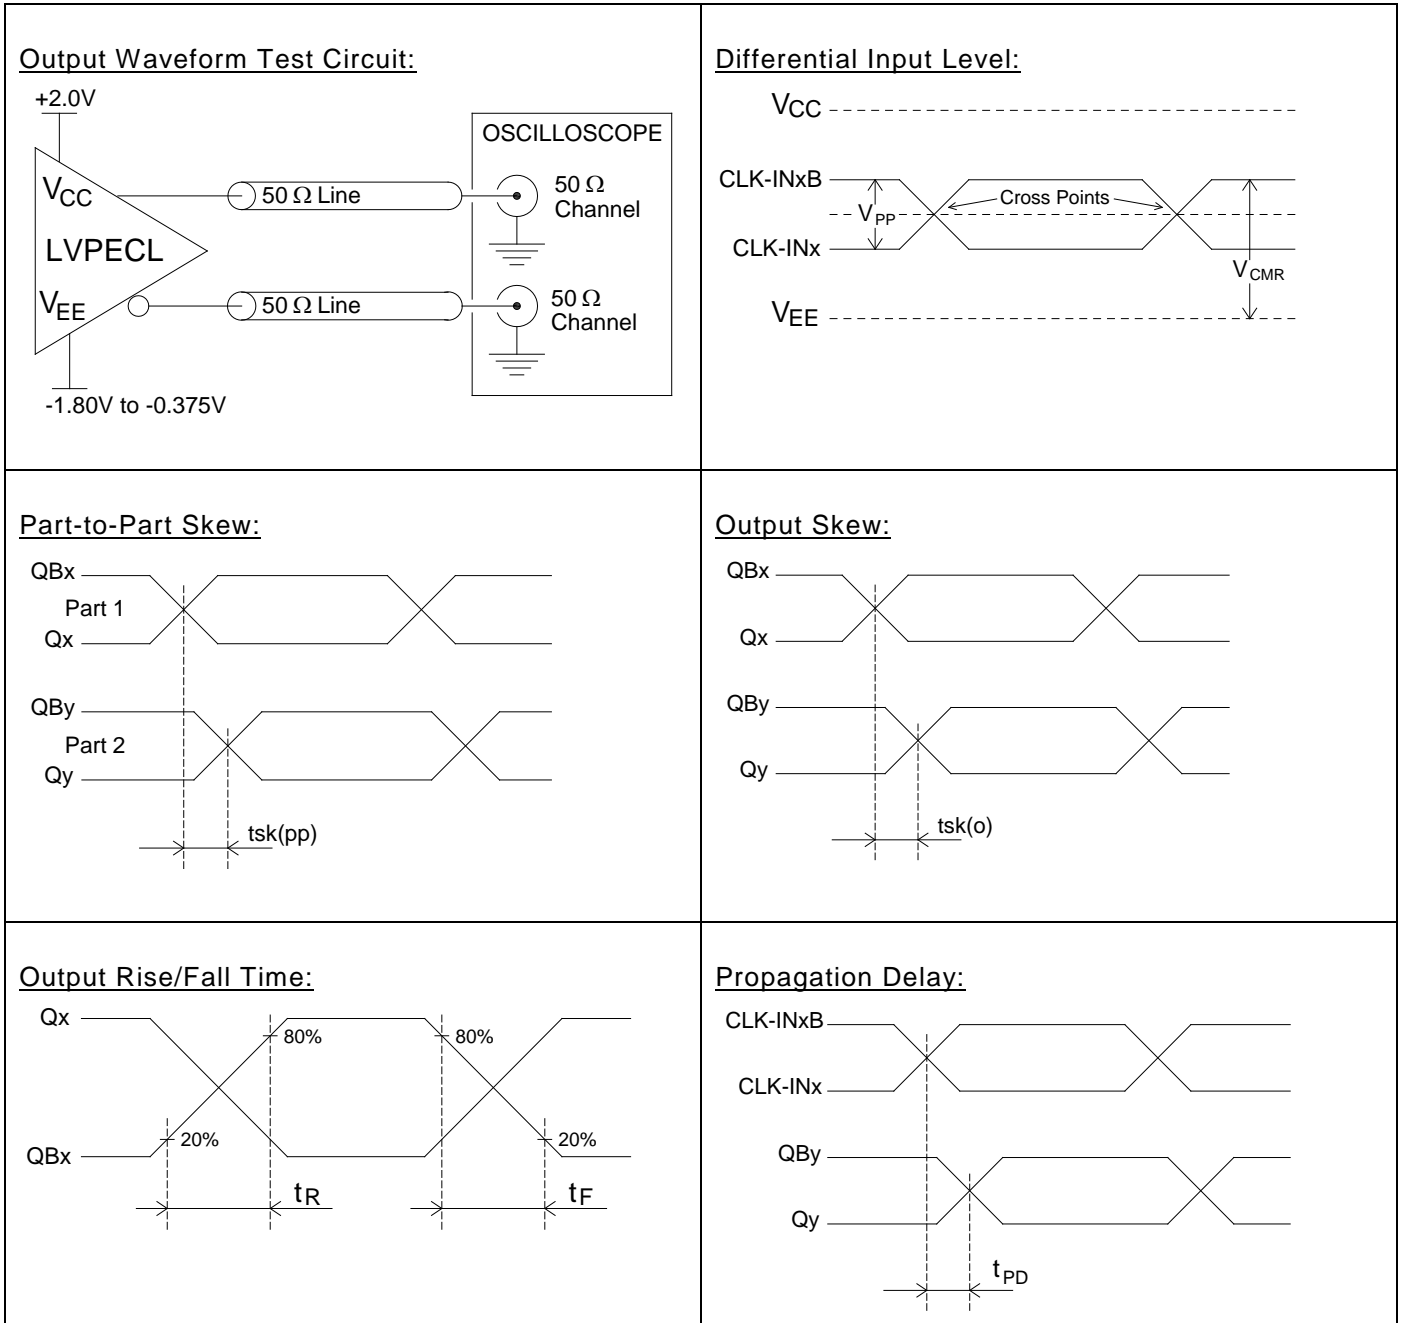 Output Waveform Test Circuit:
+2.0V
VCC
LVPECL
VEE
-1.80V to -0.375V
50 Ω Line
50 Ω Line
OSCILLOSCOPE
50 Ω
Channel
50 Ω
Channel
Differential Input Level:
VCC
CLK-INxB
VPP
Cross Points
CLK-INx
VCMR
VEE
Part-to-Part Skew:
QBx
Part 1
Qx
QBy
Part 2
Qy
tsk(pp)
Output Skew:
QBx
Qx
QBy
Qy
tsk(o)
Output Rise/Fall Time:
Qx
80%
80%
20%
20%
QBx
tR
tF
Propagation Delay:
CLK-INxB
CLK-INx
QBy
Qy
tPD